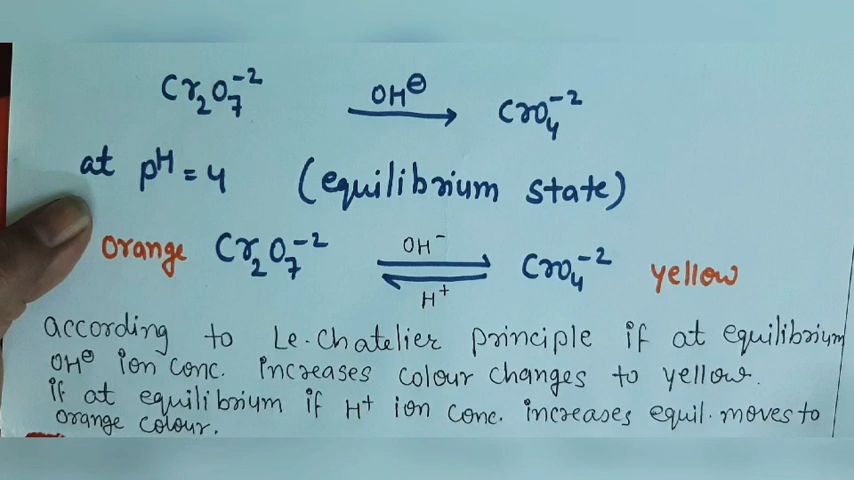 Cr₂O₇⁻² OH⊖ → CrO₄⁻²
at pH = 4 (equilibrium state)
orange Cr₂O₇⁻² OH⁻ ⇌ H⁺ CrO₄⁻² yellow
according to Le.chatelier principle if at equilibrium
OH⊖ ion conc. increases colour changes to yellow.
if at equilibrium if H⁺ ion conc. increases equil. moves to
orange colour.